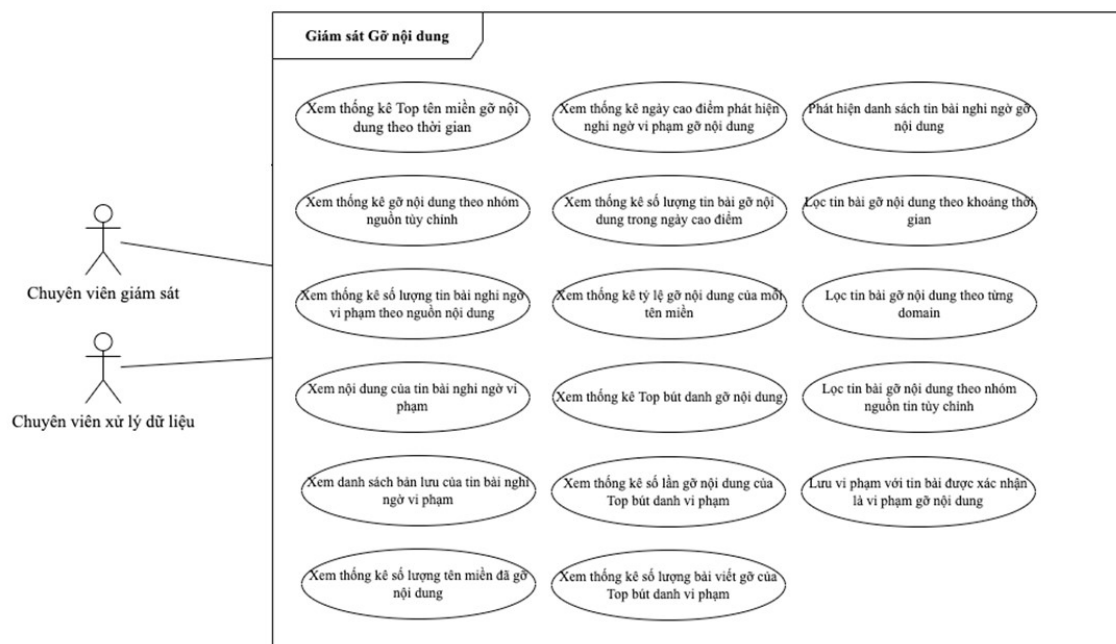 Giám sát Gỡ nội dung
Xem thống kê Top tên miền gỡ nội
dung theo thời gian
Xem thống kê ngày cao điểm phát hiện
nghi ngờ vi phạm gỡ nội dung
Phát hiện danh sách tin bài nghi ngờ gỡ
nội dung
Xem thống kê gỡ nội dung theo nhóm
nguồn tùy chỉnh
Xem thống kê số lượng tin bài gỡ nội
dung trong ngày cao điểm
Lọc tin bài gỡ nội dung theo khoảng thời
gian
Chuyên viên giám sát
Xem thống kê số lượng tin bài nghi ngờ
vi phạm theo nguồn nội dung
Xem thống kê tỷ lệ gỡ nội dung của mỗi
tên miền
Lọc tin bài gỡ nội dung theo từng
domain
Chuyên viên xử lý dữ liệu
Xem nội dung của tin bài nghi ngờ vi
phạm
Xem thống kê Top bút danh gỡ nội dung
Lọc tin bài gỡ nội dung theo nhóm
nguồn tin tùy chỉnh
Xem danh sách bản lưu của tin bài nghi
ngờ vi phạm
Xem thống kê số lần gỡ nội dung của
Top bút danh vi phạm
Lưu vi phạm với tin bài được xác nhận
là vi phạm gỡ nội dung
Xem thống kê số lượng tên miền đã gỡ
nội dung
Xem thống kê số lượng bài viết gỡ của
Top bút danh vi phạm